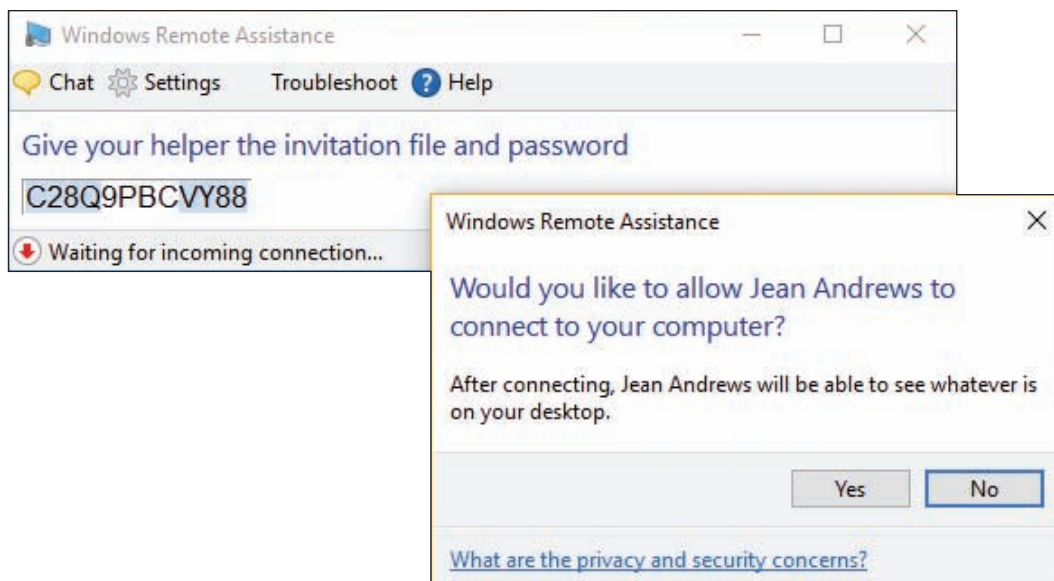 Windows Remote Assistance
Chat Settings Troubleshoot Help
Give your helper the invitation file and password
C28Q9PBCVY88
Waiting for incoming connection...
Windows Remote Assistance
Would you like to allow Jean Andrews to
connect to your computer?
After connecting, Jean Andrews will be able to see whatever is
on your desktop.
Yes No
What are the privacy and security concerns?